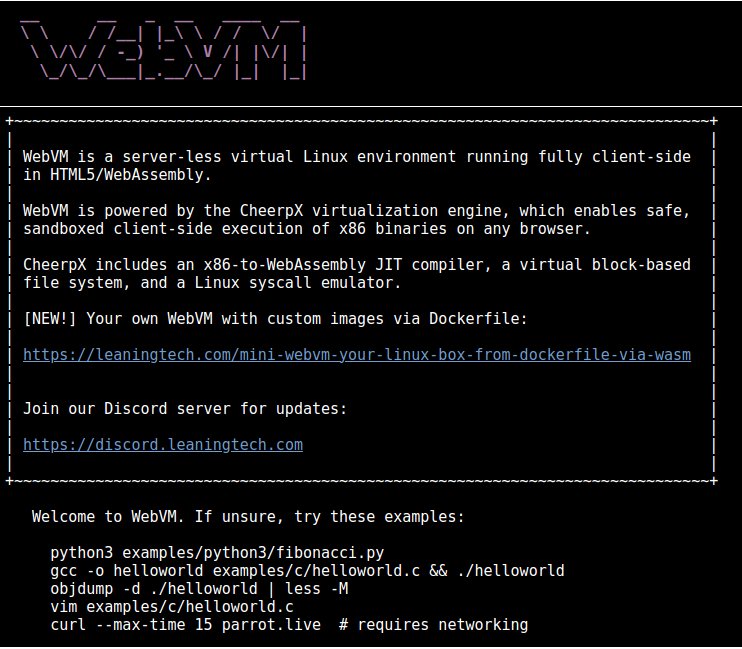 WebVM
WebVM is a server-less virtual Linux environment running fully client-side
in HTML5/WebAssembly.
WebVM is powered by the CheerpX virtualization engine, which enables safe,
sandboxed client-side execution of x86 binaries on any browser.
CheerpX includes an x86-to-WebAssembly JIT compiler, a virtual block-based
file system, and a Linux syscall emulator.
[NEW!] Your own WebVM with custom images via Dockerfile:
https://leaningtech.com/mini-webvm-your-linux-box-from-dockerfile-via-wasm
Join our Discord server for updates:
https://discord.leaningtech.com
Welcome to WebVM. If unsure, try these examples:
python3 examples/python3/fibonacci.py
gcc -o helloworld examples/c/helloworld.c && ./helloworld
objdump -d ./helloworld | less -M
vim examples/c/helloworld.c
curl --max-time 15 parrot.live  # requires networking